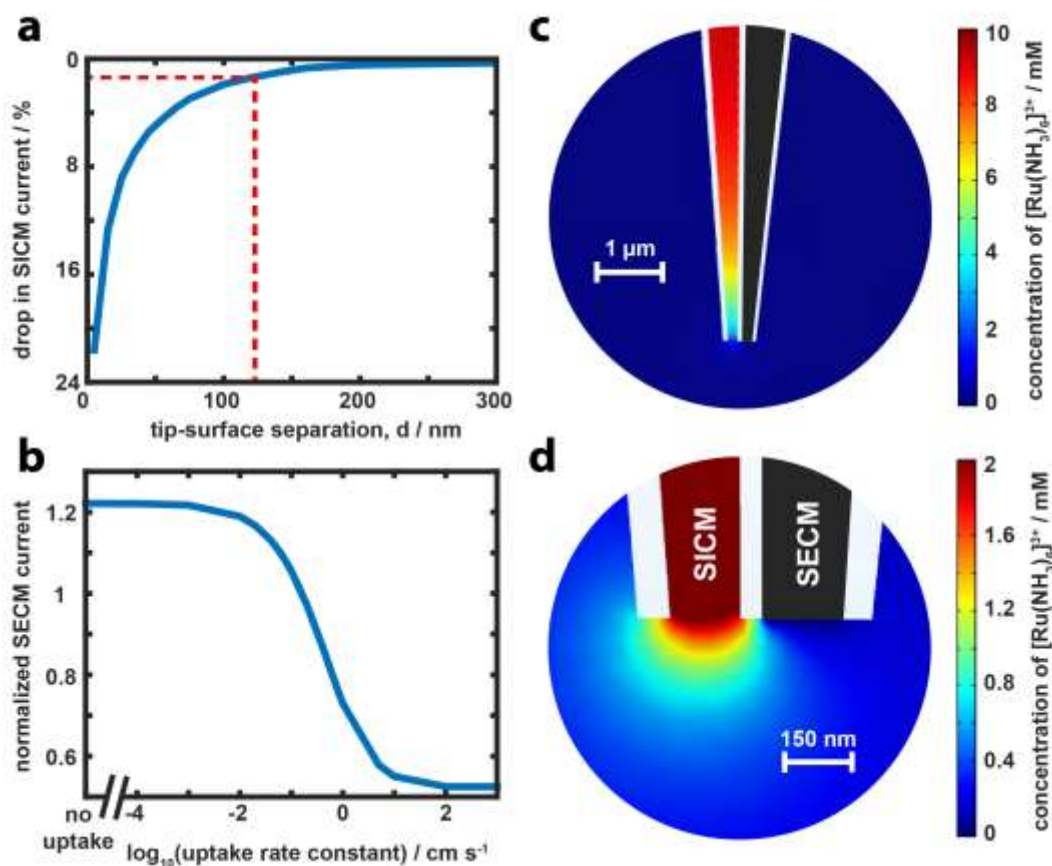 a
0
8
16
24
drop in SICM current / %
0
100
200
300
tip-surface separation, d / nm
b
1.2
1
0.8
0.6
normalized SECM current
no
uptake
-4
-2
0
2
log₁₀(uptake rate constant) / cm s⁻¹
c
1 µm
10
8
6
4
2
0
concentration of [Ru(NH₃)₆]³⁺ / mM
d
SICM
SECM
150 nm
2
1.6
1.2
0.8
0.4
0
concentration of [Ru(NH₃)₆]³⁺ / mM